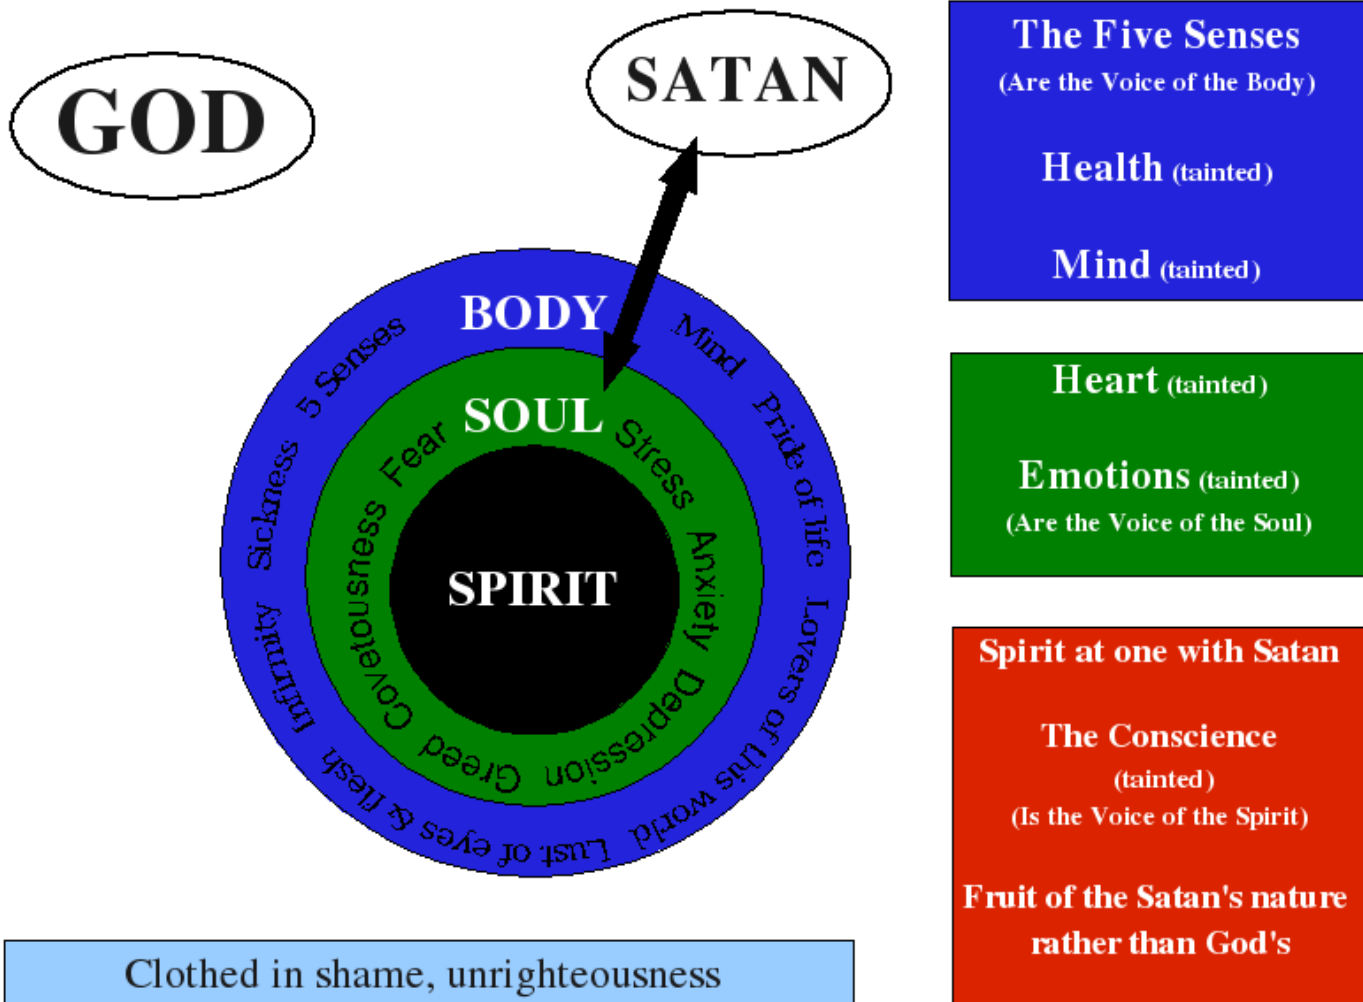 GOD
SATAN
BODY
5 Senses
Mind
Pride of life
Lovers of this world
Lust of eyes & flesh
Infirmity
Sickness
SOUL
Fear
Stress
Anxiety
Depression
Greed
Covetousness
SPIRIT
Clothed in shame, unrighteousness
The Five Senses
(Are the Voice of the Body)
Health (tainted)
Mind (tainted)
Heart (tainted)
Emotions (tainted)
(Are the Voice of the Soul)
Spirit at one with Satan
The Conscience
(tainted)
(Is the Voice of the Spirit)
Fruit of the Satan's nature
rather than God's